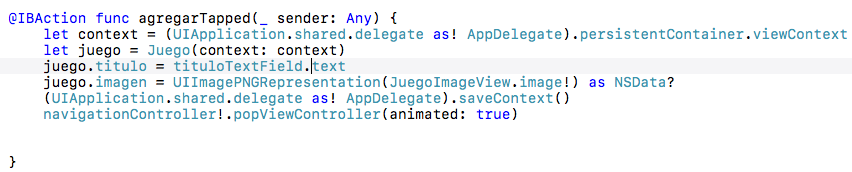 @IBAction func agregarTapped(_ sender: Any) {
let context = (UIApplication.shared.delegate as! AppDelegate).persistentContainer.viewContext
let juego = Juego(context: context)
juego.titulo = tituloTextField.text
juego.imagen = UIImagePNGRepresentation(JuegoImageView.image!) as NSData?
(UIApplication.shared.delegate as! AppDelegate).saveContext()
navigationController!.popViewController(animated: true)
}